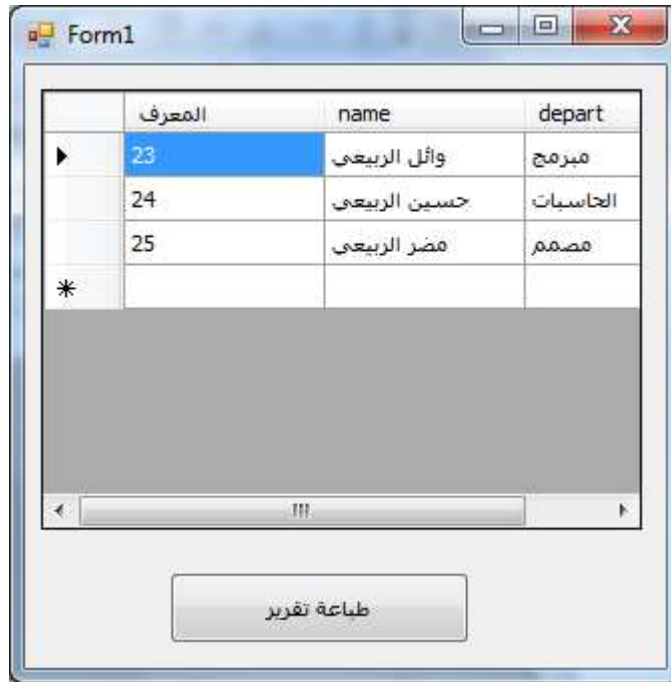 Form1
المعرف name depart
23 وائل الربيعي مبرمج
24 حسين الربيعي الحاسبات
25 مضر الربيعي مصمم
طباعة تقرير